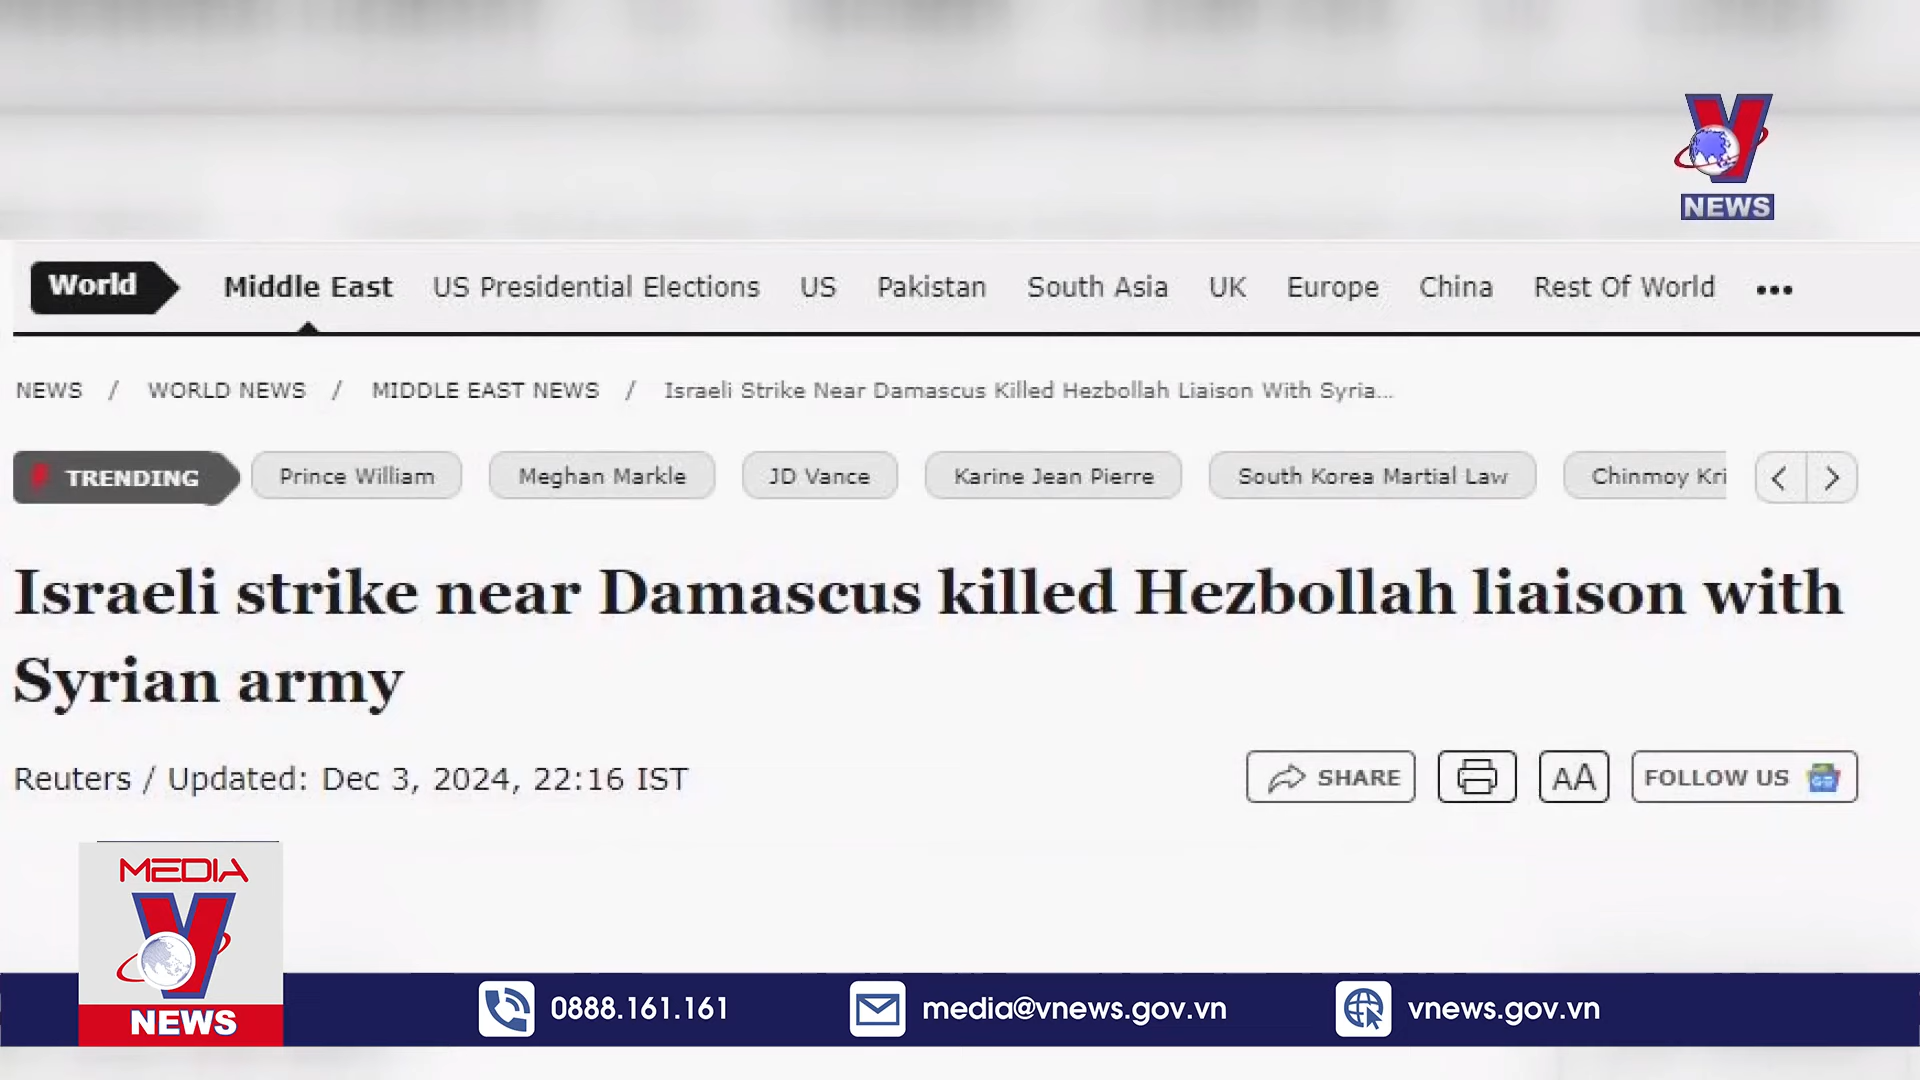 NEWS
World
Middle East
US Presidential Elections
US
Pakistan
South Asia
UK
Europe
China
Rest Of World
•••
NEWS / WORLD NEWS / MIDDLE EAST NEWS / Israeli Strike Near Damascus Killed Hezbollah Liaison With Syria...
TRENDING
Prince William
Meghan Markle
JD Vance
Karine Jean Pierre
South Korea Martial Law
Chinmoy Kri
Israeli strike near Damascus killed Hezbollah liaison with
Syrian army
Reuters / Updated: Dec 3, 2024, 22:16 IST
SHARE
AA
FOLLOW US
MEDIA
V
NEWS
0888.161.161
media@vnews.gov.vn
vnews.gov.vn